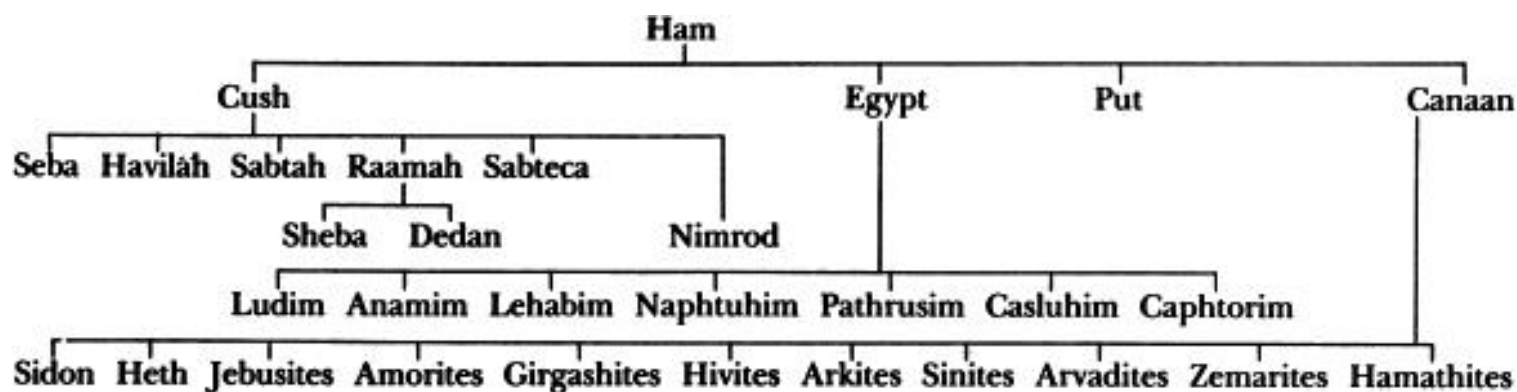 Ham
Cush Egypt Put Canaan
Seba Havilah Sabtah Raamah Sabteca
Sheba Dedan Nimrod
Ludim Anamim Lehabim Naphtuhim Pathrusim Casluhim Caphtorim
Sidon Heth Jebusites Amorites Girgashites Hivites Arkites Sinites Arvadites Zemarites Hamathites